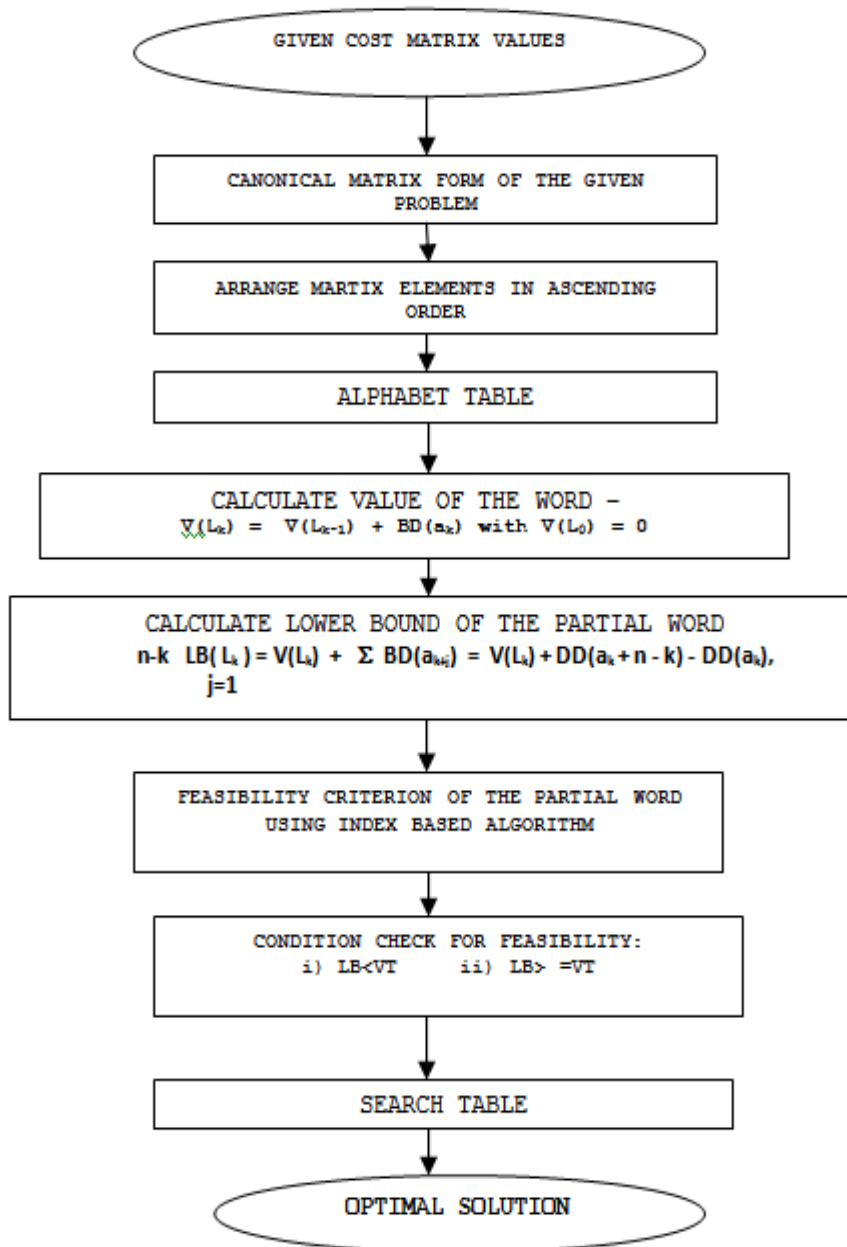 GIVEN COST MATRIX VALUES
CANONICAL MATRIX FORM OF THE GIVEN
PROBLEM
ARRANGE MARTIX ELEMENTS IN ASCENDING
ORDER
ALPHABET TABLE
CALCULATE VALUE OF THE WORD –
V(Lₖ) = V(Lₖ₋₁) + BD(aₖ) with V(L₀) = 0
CALCULATE LOWER BOUND OF THE PARTIAL WORD
n-k LB( Lₖ ) = V(Lₖ) + Σ BD(aₖ₊ⱼ) = V(Lₖ) + DD(aₖ + n - k) - DD(aₖ),
j=1
FEASIBILITY CRITERION OF THE PARTIAL WORD
USING INDEX BASED ALGORITHM
CONDITION CHECK FOR FEASIBILITY:
i) LB<VT ii) LB> =VT
SEARCH TABLE
OPTIMAL SOLUTION